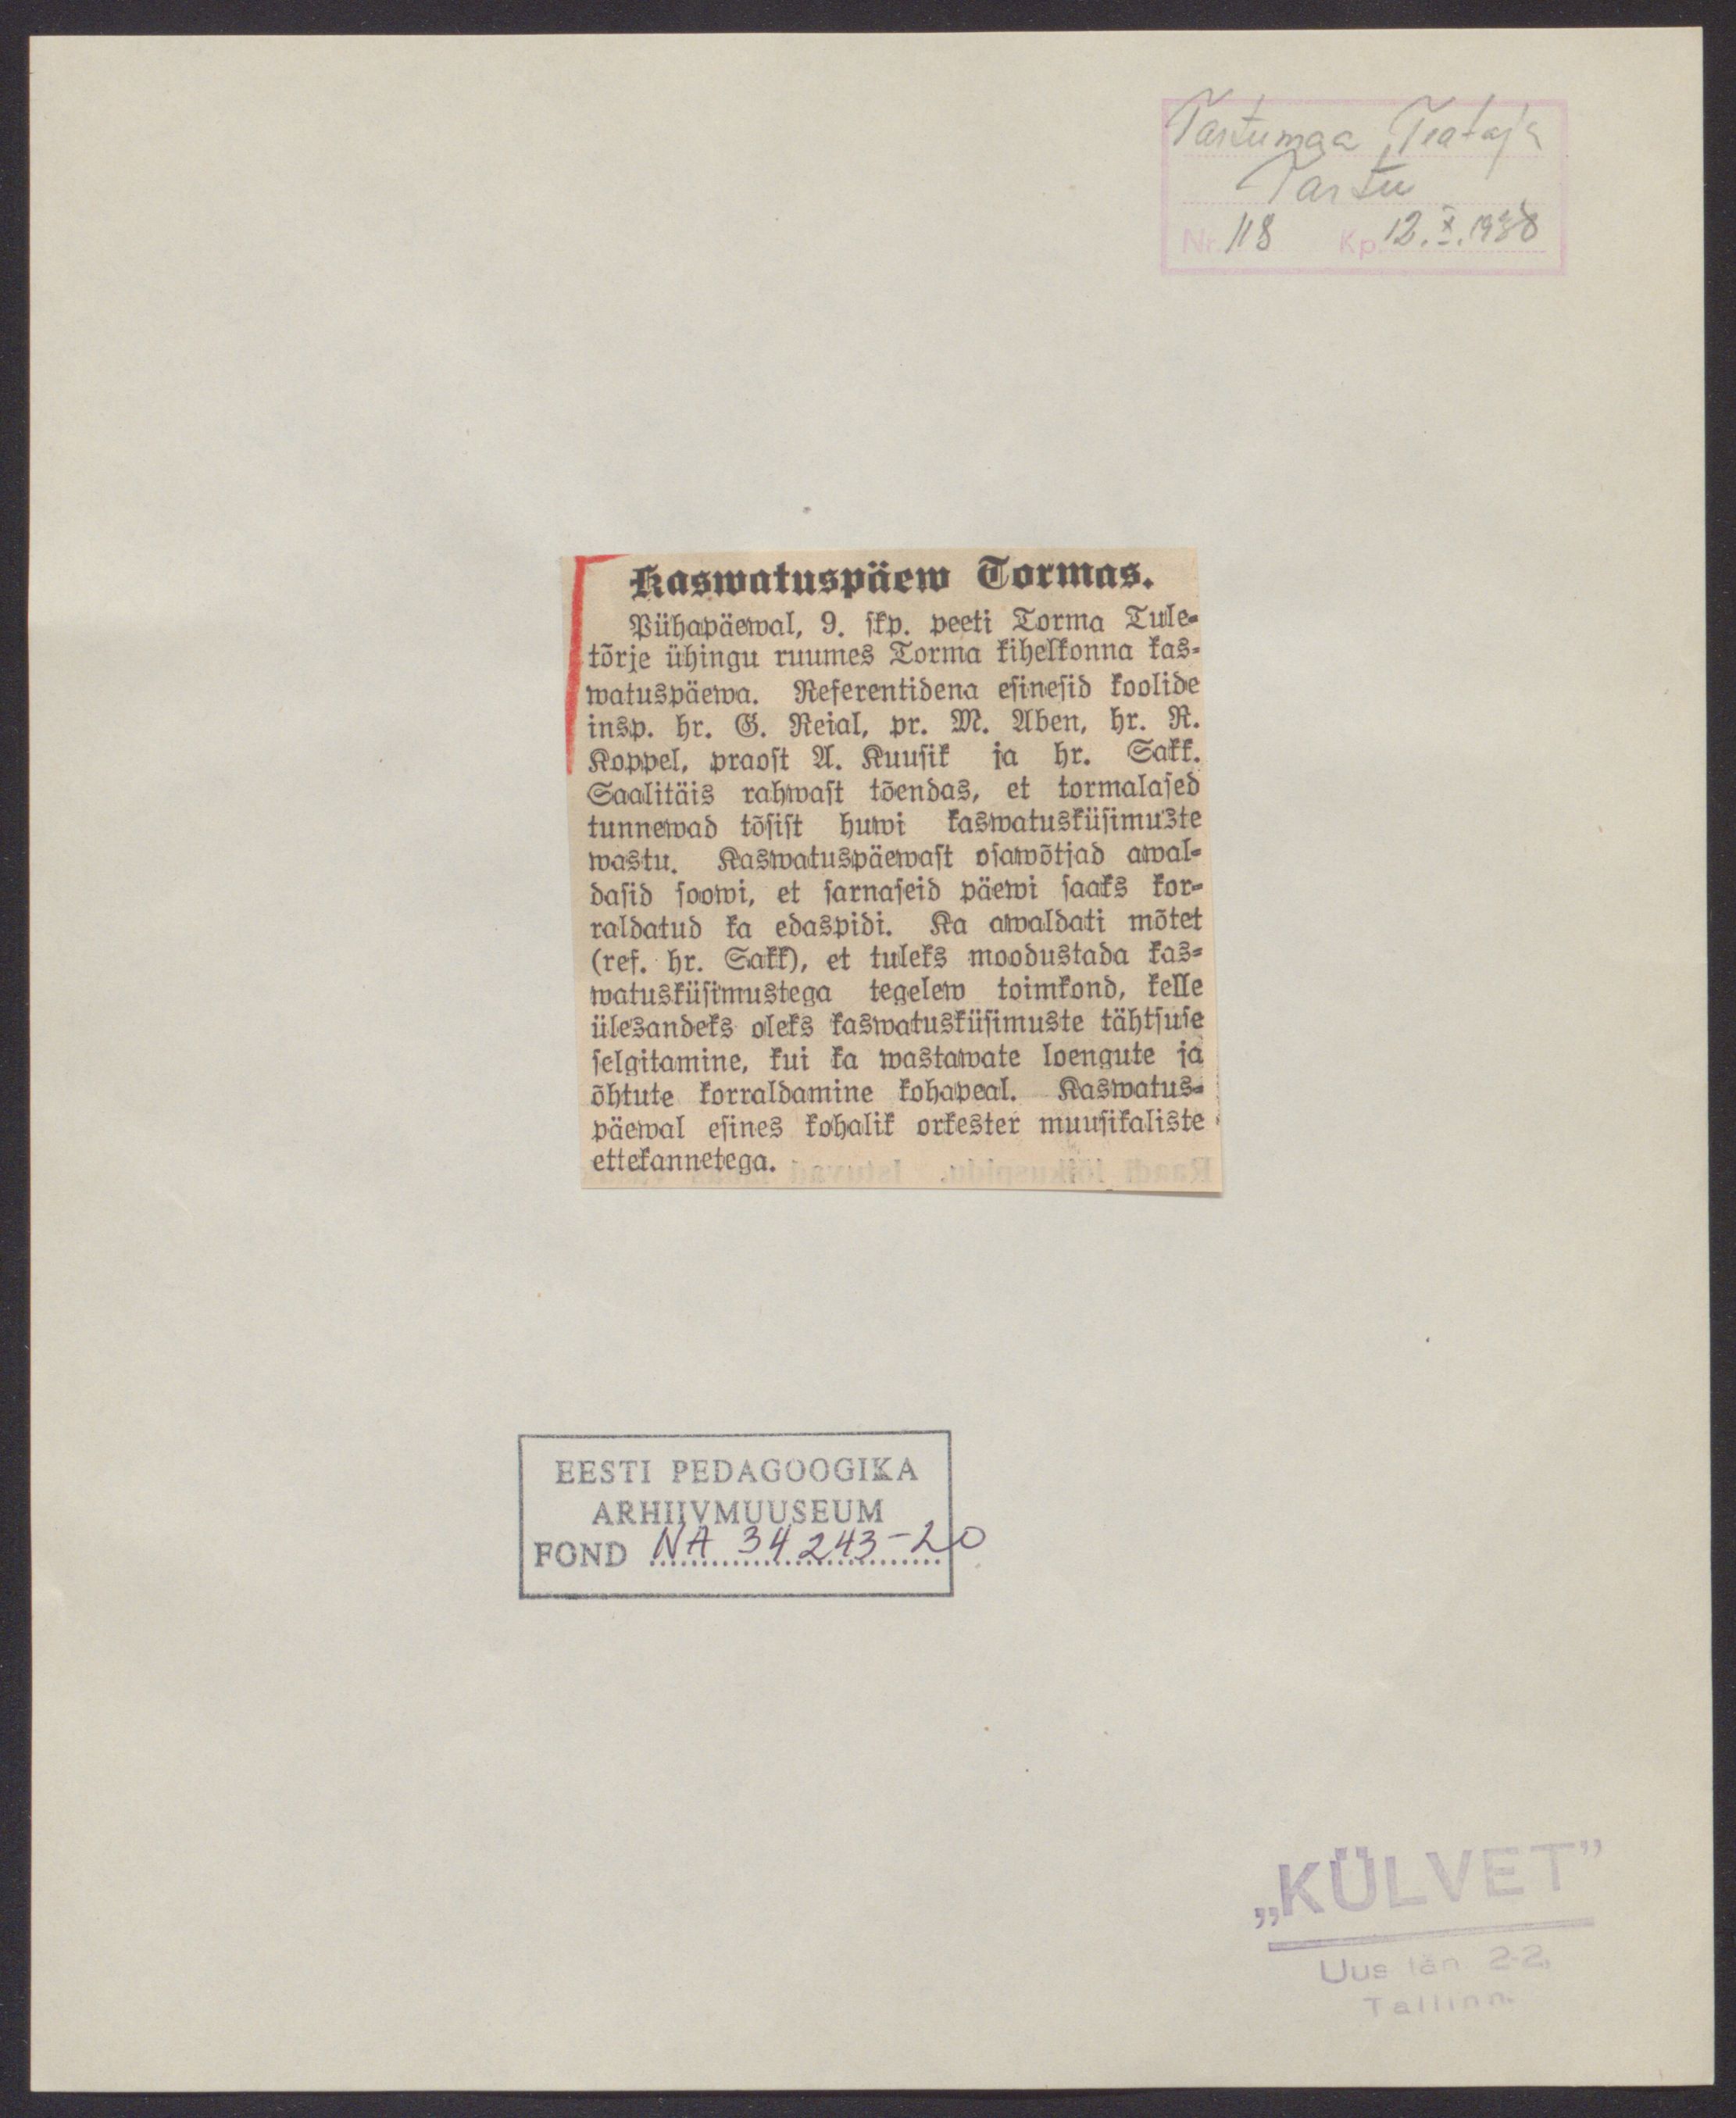 Tartumaa Teataja
Tartu
Nr. 118 Kp. 12.X.1938
Kaswatuspäew Tormas.
Pühapäewal, 9. skp. peeti Torma Tule-
tõrje ühingu ruumes Torma kihelkonna kas-
watuspäewa. Referentidena esinesid koolide
insp. hr. G. Reial, pr. M. Aben, hr. R.
Koppel, praost A. Kuusik ja hr. Sakk.
Saalitäis rahwast tõendas, et tormalased
tunnewad tõsist huwi kaswatusküsimuste
wastu. Kaswatuspäewast osawõtjad awal-
dasid soowi, et sarnaseid päewi saaks kor-
raldatud ka edaspidi. Ka awaldati mõtet
(ref. hr. Sakk), et tuleks moodustada kas-
watusküsimustega tegelew toimkond, kelle
ülesandeks oleks kaswatusküsimuste tähtsuse
selgitamine, kui ka wastawate loengute ja
õhtute korraldamine kohapeal. Kaswatus-
päewal esines kohalik orkester muusikaliste
ettekannetega.
EESTI PEDAGOOGIKA
ARHIIVMUUSEUM
FOND NA 34243-20
„KÜLVET”
Uus tän 2-2,
Tallinn.